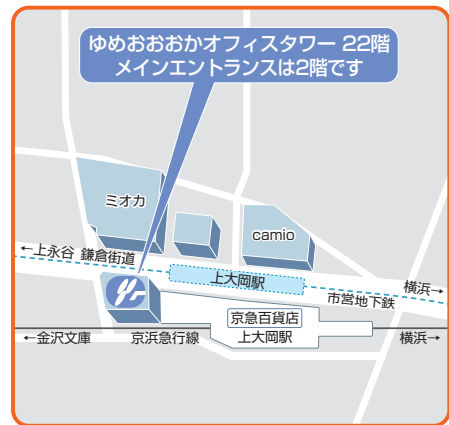 ゆめおおおかオフィスタワー 22階
メインエントランスは2階です
ミオカ
camio
←上永谷 鎌倉街道
上大岡駅
横浜→
市営地下鉄
京急百貨店
上大岡駅
←金沢文庫
京浜急行線
横浜→